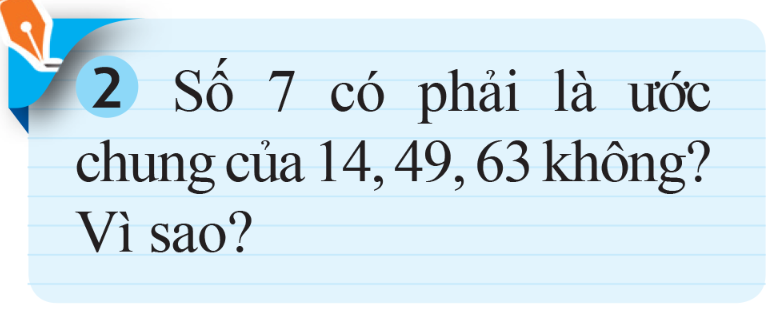 2 Số 7 có phải là ước
chung của 14, 49, 63 không?
Vì sao?